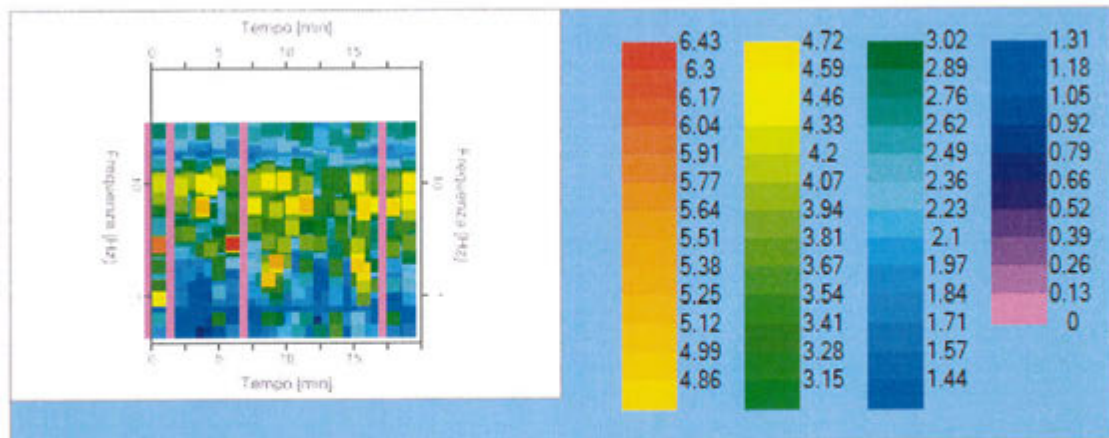 Tempo [min]
0 5 10 15
Frequenza (Hz)
10
1
10
1
Frequenza (Hz)
0 5 10 15
Tempo [min]
6.43 4.72 3.02 1.31
6.3 4.59 2.89 1.18
6.17 4.46 2.76 1.05
6.04 4.33 2.62 0.92
5.91 4.2 2.49 0.79
5.77 4.07 2.36 0.66
5.64 3.94 2.23 0.52
5.51 3.81 2.1 0.39
5.38 3.67 1.97 0.26
5.25 3.54 1.84 0.13
5.12 3.41 1.71 0
4.99 3.28 1.57
4.86 3.15 1.44